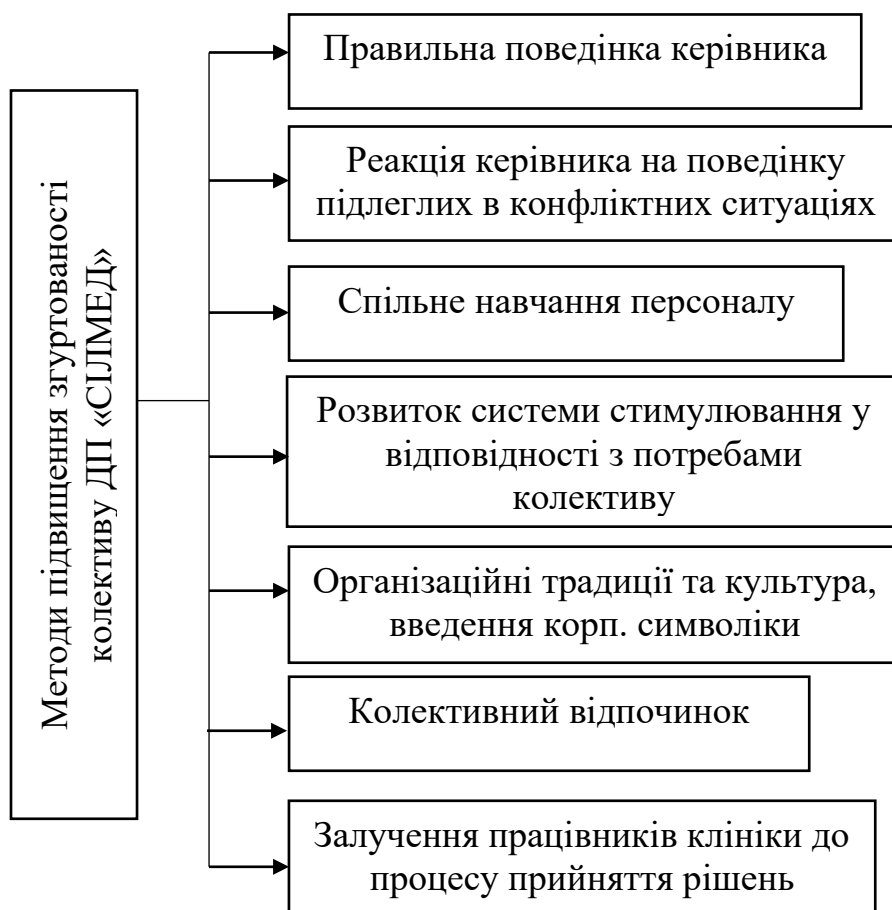 Методи підвищення згуртованості
колективу ДП «СІЛМЕД»
Правильна поведінка керівника
Реакція керівника на поведінку
підлеглих в конфліктних ситуаціях
Спільне навчання персоналу
Розвиток системи стимулювання у
відповідності з потребами
колективу
Організаційні традиції та культура,
введення корп. символіки
Колективний відпочинок
Залучення працівників клініки до
процесу прийняття рішень